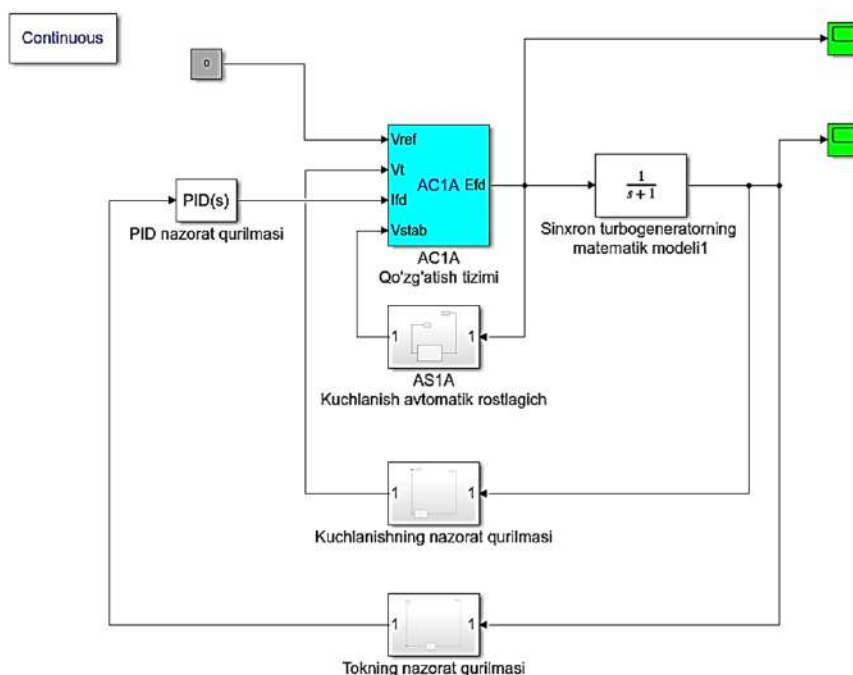 Continuous
0
Vref
Vt
Ifd
Vstab
AC1A
Efd
AC1A
Qo'zg'atish tizimi
PID(s)
PID nazorat qurilmasi
1
s+1
Sinxron turbogeneratorning
matematik modeli1
1
1
AS1A
Kuchlanish avtomatik rostlagich
1
1
Kuchlanishning nazorat qurilmasi
1
1
Tokning nazorat qurilmasi